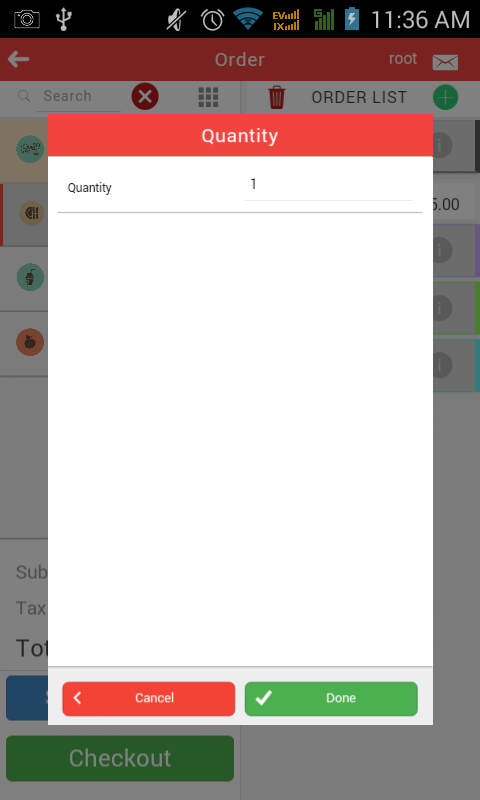 EV 1X G 11:36 AM
Order root
Search ORDER LIST
Quantity
Quantity 1
5.00
Sub
Tax
Tot
S
Cancel Done
Checkout